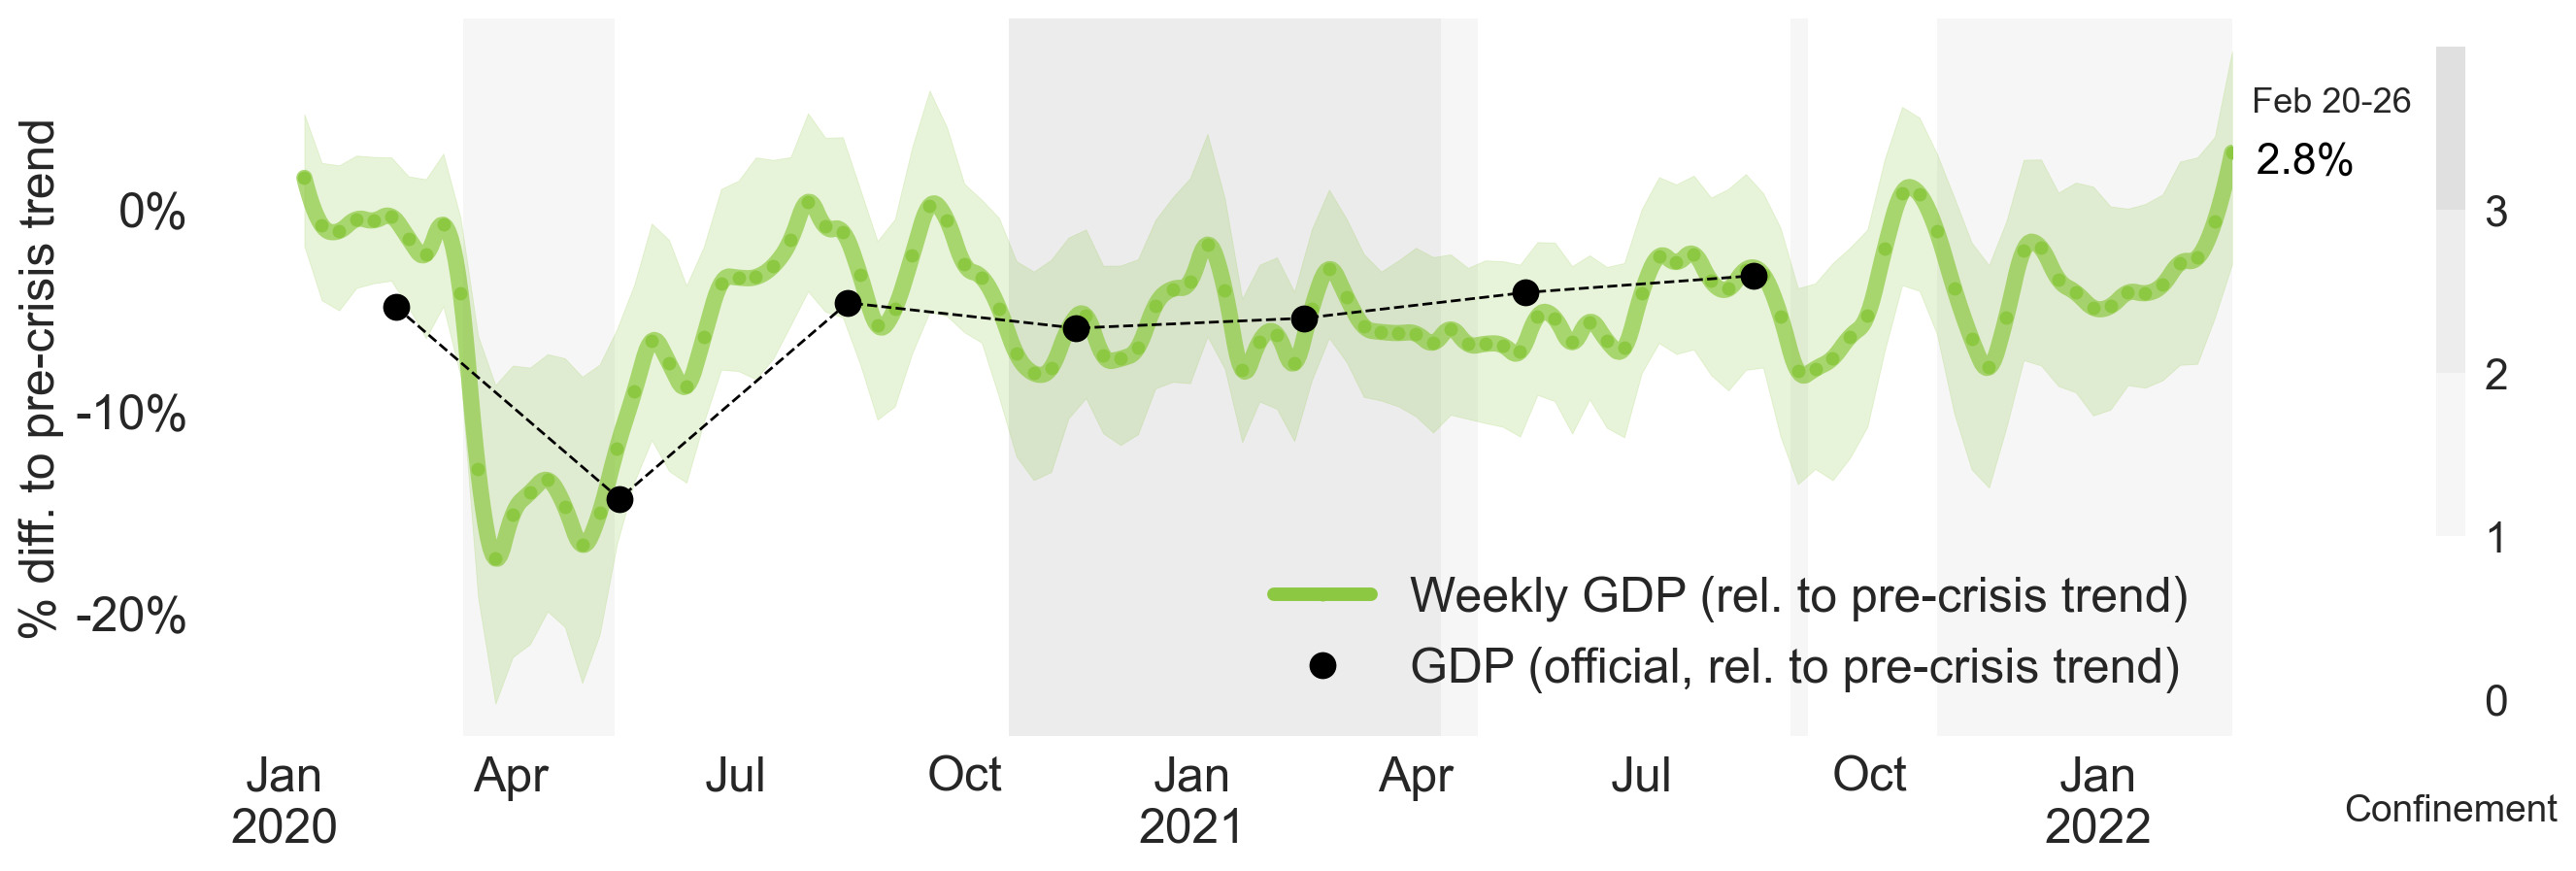 % diff. to pre-crisis trend
0%
-10%
-20%
Feb 20-26
2.8%
3
2
1
0
Confinement
Weekly GDP (rel. to pre-crisis trend)
GDP (official, rel. to pre-crisis trend)
Jan Apr Jul Oct Jan Apr Jul Oct Jan
2020 2021 2022